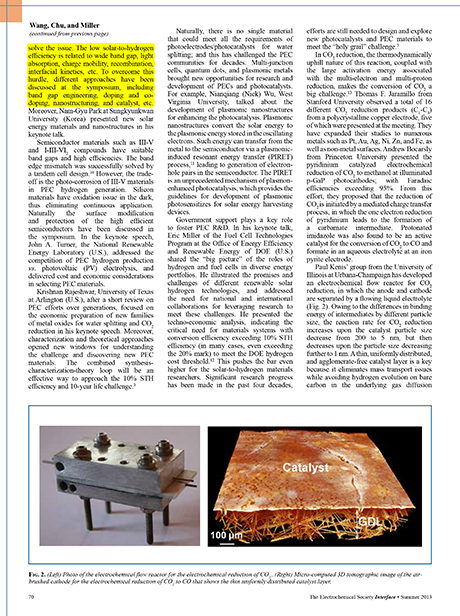 Wang, Chu, and Miller
(continued from previous page)
solve the issue. The low solar-to-hydrogen
efficiency is related to wide band gap, light
absorption, charge mobility, recombination,
interfacial kinetics, etc. To overcome this
hurdle, different approaches have been
discussed at the symposium, including
band gap engineering, doping and co-
doping, nanostructuring, and catalyst, etc.
Moreover, Nam-Gyu Park at Sungkyunkwan
University (Korea) presented new solar
energy materials and nanostructures in his
keynote talk.
Semiconductor materials such as III-V
and I-III-VI2 compounds have suitable
band gaps and high efficiencies. The band
edge mismatch was successfully solved by
a tandem cell design.10 However, the trade-
off is the photo-corrosion of III-V materials
in PEC hydrogen generation. Silicon
materials have oxidation issue in the dark,
thus eliminating continuous application.
Naturally the surface modification
and protection of the high efficient
semiconductors have been discussed in
the symposium. In the keynote speech,
John A. Turner, the National Renewable
Energy Laboratory (U.S.), addressed the
competition of PEC hydrogen production
vs. photovoltaic (PV) electrolysis, and
delivered cost and economic considerations
in selecting PEC materials.
Krishnan Rajeshwar, University of Texas
at Arlington (U.S.), after a short review on
PEC efforts over generations, focused on
the economic preparation of new families
of metal oxides for water splitting and CO2
reduction in his keynote speech. Moreover,
characterization and theoretical approaches
opened new windows for understanding
the challenge and discovering new PEC
materials. The combined synthesis-
characterization-theory loop will be an
effective way to approach the 10% STH
efficiency and 10-year life challenge.
Naturally, there is no single material
that could meet all the requirements of
photoelectrodes/photocatalysts for water
splitting; and this has challenged the PEC
communities for decades. Multi-junction
cells, quantum dots, and plasmonic metals
brought new opportunities for research and
development of PECs and photocatalysts.
For example, Nianqiang (Nick) Wu, West
Virginia University, talked about the
development of plasmonic nanostructures
for enhancing the photocatalysis. Plasmonic
nanostructures convert the solar energy to
the plasmonic energy stored in the oscillating
electrons. Such energy can transfer from the
metal to the semiconductor via a plasmonic-
induced resonant energy transfer (PIRET)
process,11 leading to generation of electron-
hole pairs in the semiconductor. The PIRET
is an unprecedented mechanism of plasmon-
enhanced photocatalysis, which provides the
guidelines for development of plasmonic
photosensitizers for solar energy harvesting
devices.
Government support plays a key role
to foster PEC R&D. In his keynote talk,
Eric Miller of the Fuel Cell Technologies
Program at the Office of Energy Efficiency
and Renewable Energy of DOE (U.S.)
shared the "big picture" of the roles of
hydrogen and fuel cells in diverse energy
portfolios. He illustrated the promises and
challenges of different renewable solar
hydrogen technologies, and addressed
the need for national and international
collaborations for leveraging research to
meet these challenges. He presented the
techno-economic analysis, indicating the
critical need for materials systems with
conversion efficiency exceeding 10% STH
efficiency (in many cases, even exceeding
the 20% mark) to meet the DOE hydrogen
cost threshold.12 This pushes the bar even
higher for the solar-to-hydrogen materials
researchers. Significant research progress
has been made in the past four decades,
efforts are still needed to design and explore
new photocatalysts and PEC materials to
meet the "holy grail" challenge.
In CO2 reduction, the thermodynamically
uphill nature of this reaction, coupled with
the large activation energy associated
with the multi-electron and multi-proton
reduction, makes the conversion of CO2 a
big challenge. Thomas F. Jaramillo from
Stanford University observed a total of 16
different CO2 reduction products (C1-C3)
from a polycrystalline copper electrode, five
of which were presented at the meeting. They
have expanded their studies to numerous
metals such as Pt, Au, Ag, Ni, Zn, and Fe, as
well as non-metal surfaces. Andrew Bocarsly
from Princeton University presented the
pyridinium catalyzed electrochemical
reduction of CO2 to methanol at illuminated
p-GaP photocathodes; with Faradaic
efficiencies exceeding 95%. From this
effort, they proposed that the reduction of
CO2 is initiated by a mediated charge transfer
process, in which the one electron reduction
of pyridinium leads to the formation of
a carbamate intermediate. Protonated
imidazole was also found to be an active
catalyst for the conversion of CO2 to CO and
formate in an aqueous electrolyte at an iron
pyrite electrode.
Paul Kenis' group from the University of
Illinois at Urbana-Champaign has developed
an electrochemical flow reactor for CO2
reduction, in which the anode and cathode
are separated by a flowing liquid electrolyte
(Fig. 2). Owing to the differences in binding
energy of intermediates by different particle
size, the reaction rate for CO2 reduction
increases upon the catalyst particle size
decrease from 200 to 5 nm, but then
decreases upon the particle size decreasing
further to 1 nm. A thin, uniformly distributed,
and agglomerate-free catalyst layer is a key
because it eliminates mass transport issues
while avoiding hydrogen evolution on bare
carbon in the underlying gas diffusion
Catalyst
GDL
100 µm
FIG. 2. (Left) Photo of the electrochemical flow reactor for the electrochemical reduction of CO2. (Right) Micro-computed 3D tomographic image of the air-
brushed cathode for the electrochemical reduction of CO2 to CO that shows the thin uniformly distributed catalyst layer.
70
The Electrochemical Society Interface • Summer 2013